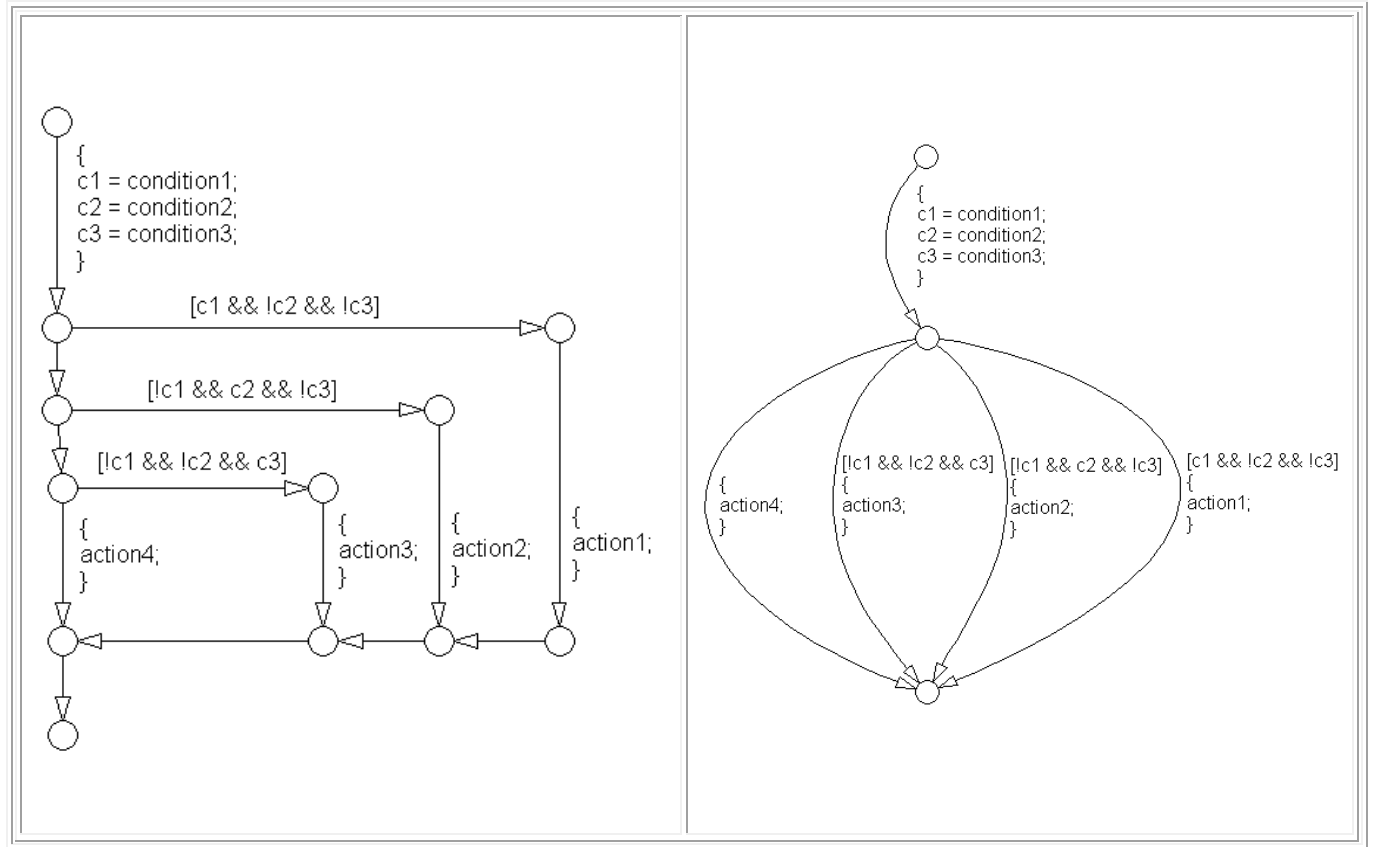 {
c1 = condition1;
c2 = condition2;
c3 = condition3;
}
[c1 && !c2 && !c3]
[!c1 && c2 && !c3]
[!c1 && !c2 && c3]
{
action4;
}
{
action3;
}
{
action2;
}
{
action1;
}
{
c1 = condition1;
c2 = condition2;
c3 = condition3;
}
{
action4;
}
[!c1 && !c2 && c3]
{
action3;
}
[!c1 && c2 && !c3]
{
action2;
}
[c1 && !c2 && !c3]
{
action1;
}